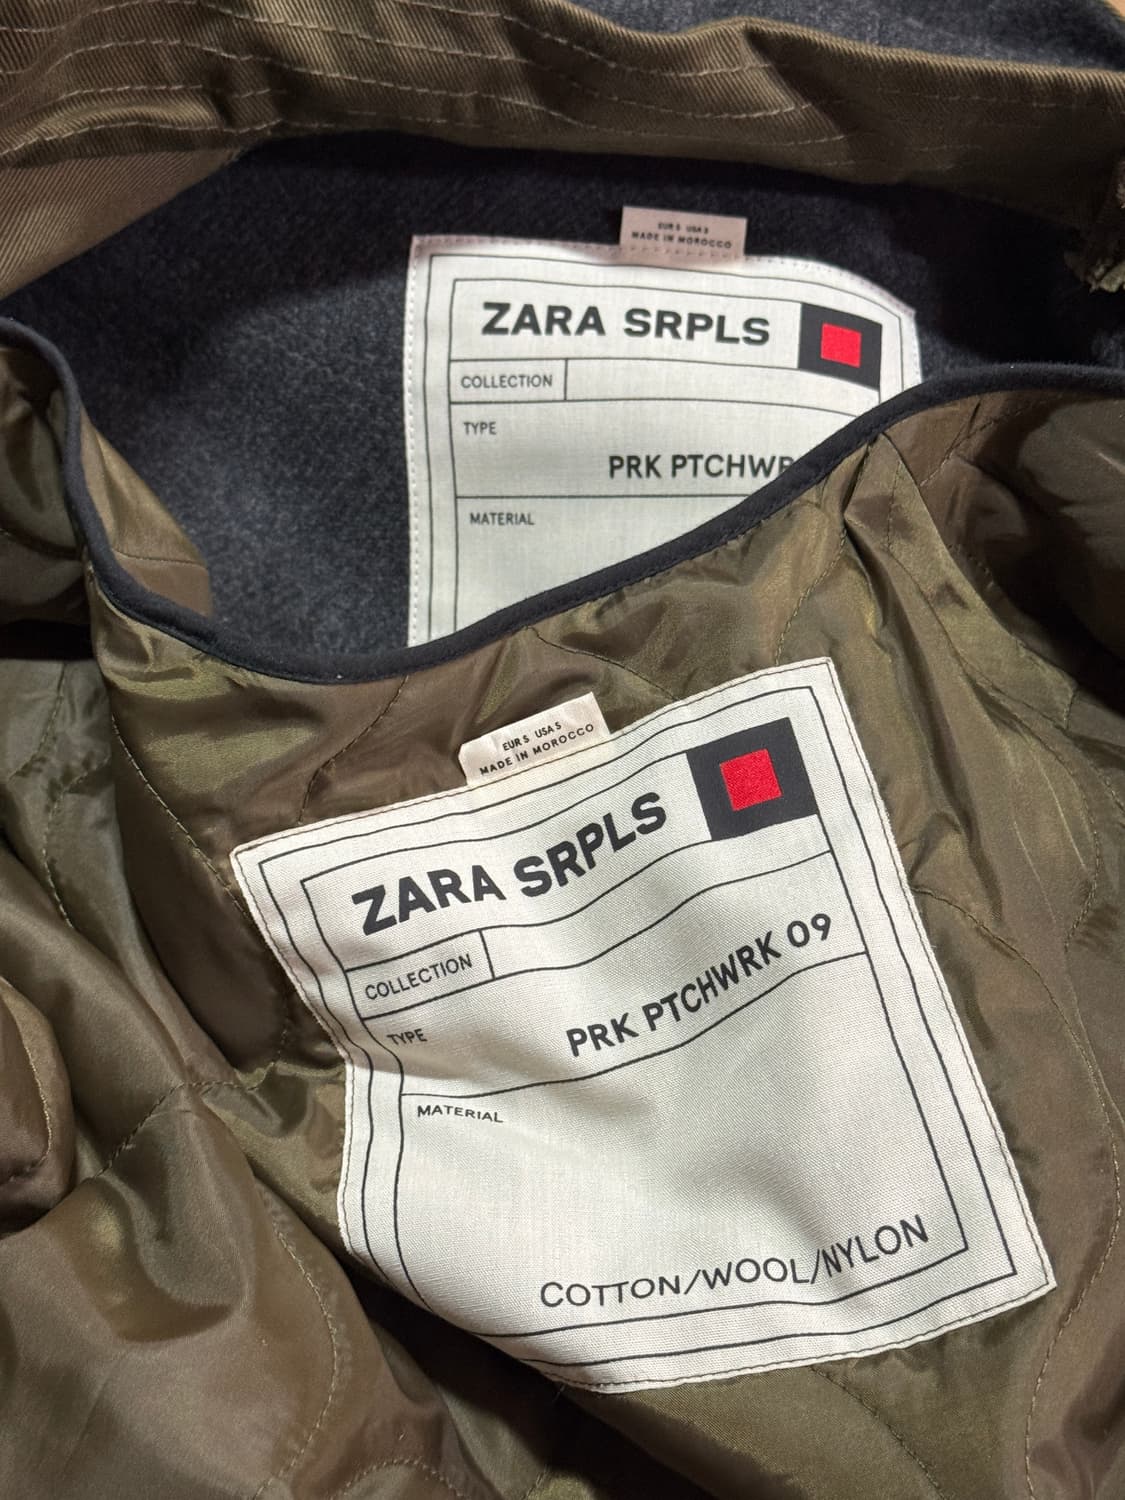 EUR S USA S
MADE IN MOROCCO
ZARA SRPLS
COLLECTION
TYPE
PRK PTCHWR
MATERIAL
EUR S USA S
MADE IN MOROCCO
ZARA SRPLS
COLLECTION
TYPE
PRK PTCHWRK 09
MATERIAL
COTTON/WOOL/NYLON